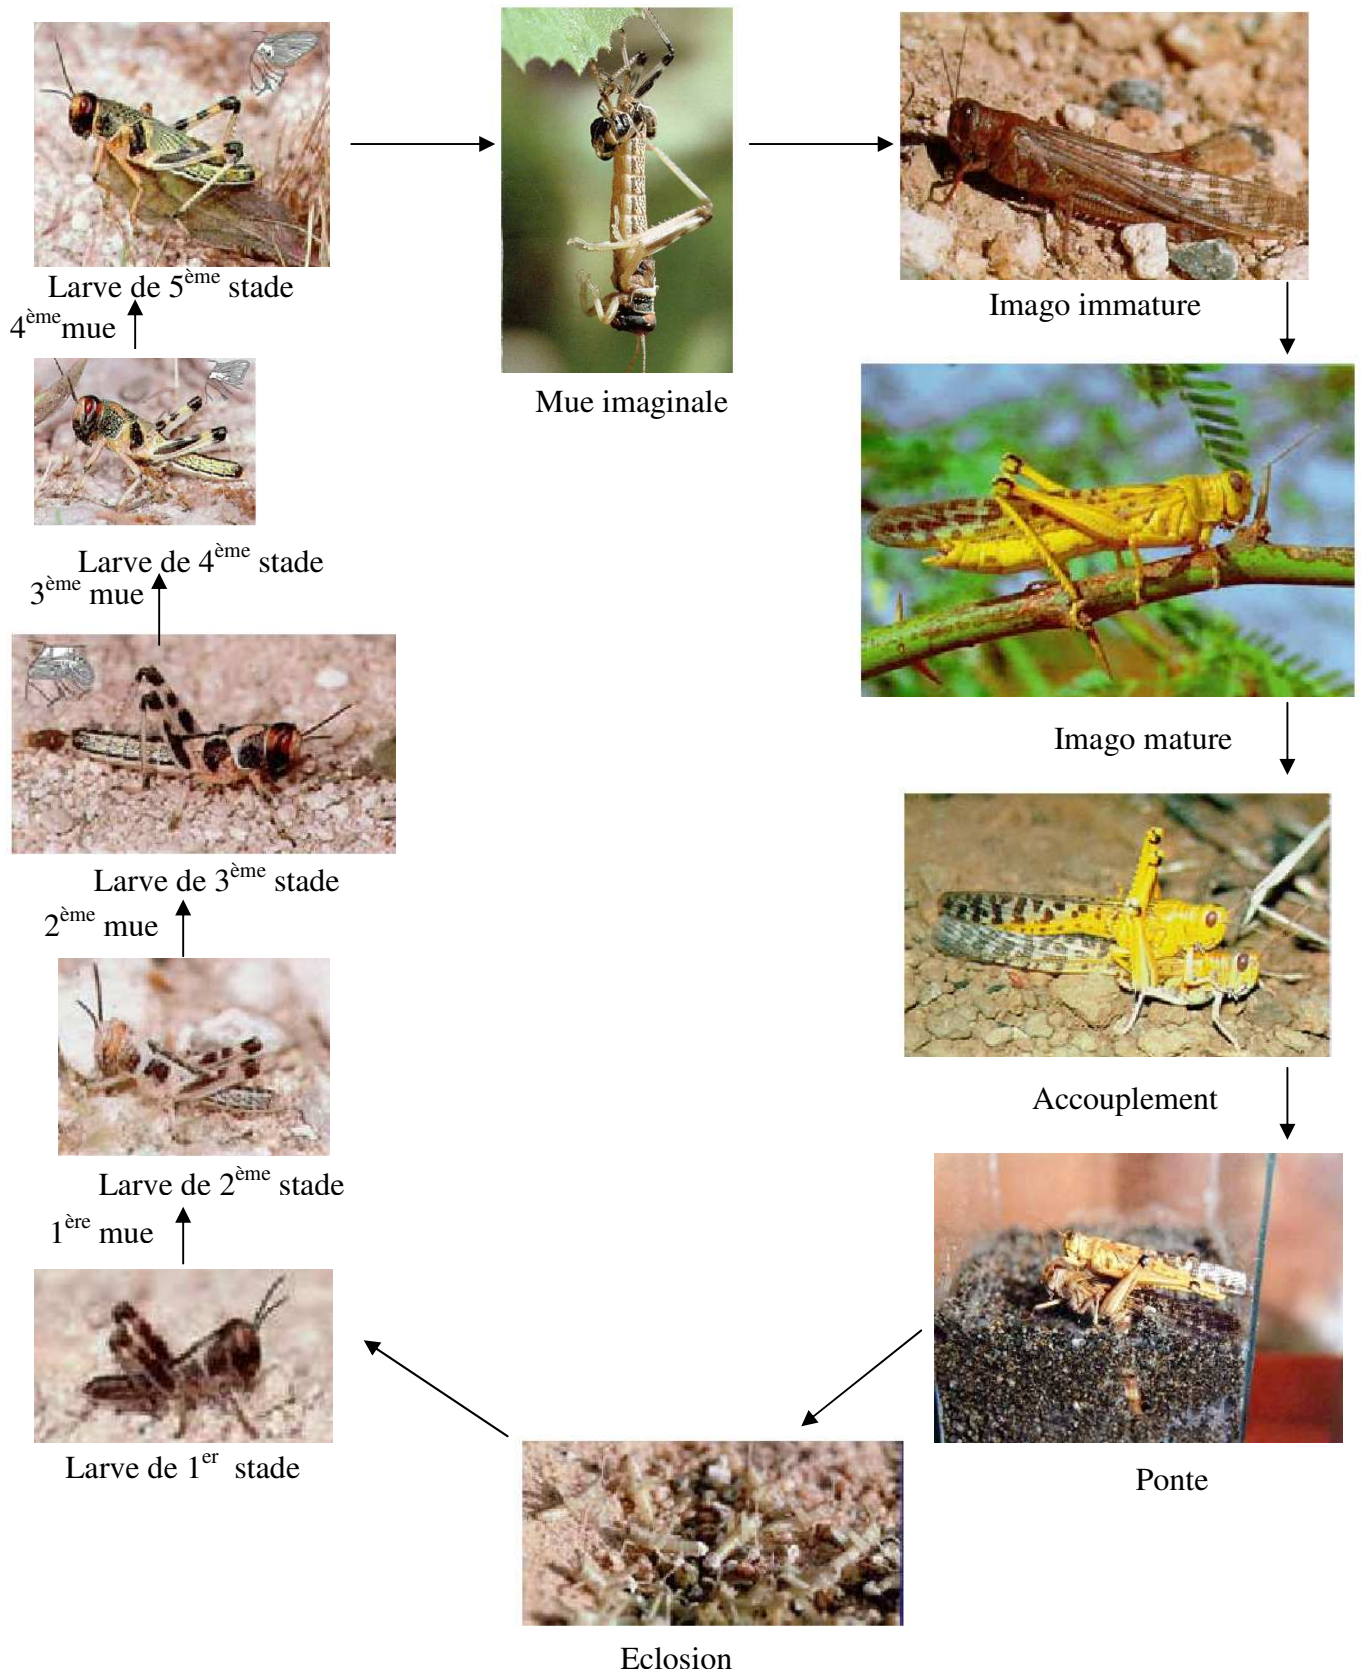 Larve de 5ème stade
4ème mue
Imago immature
Mue imaginale
Larve de 4ème stade
3ème mue
Imago mature
Larve de 3ème stade
2ème mue
Accouplement
Larve de 2ème stade
1ère mue
Larve de 1er stade
Ponte
Eclosion